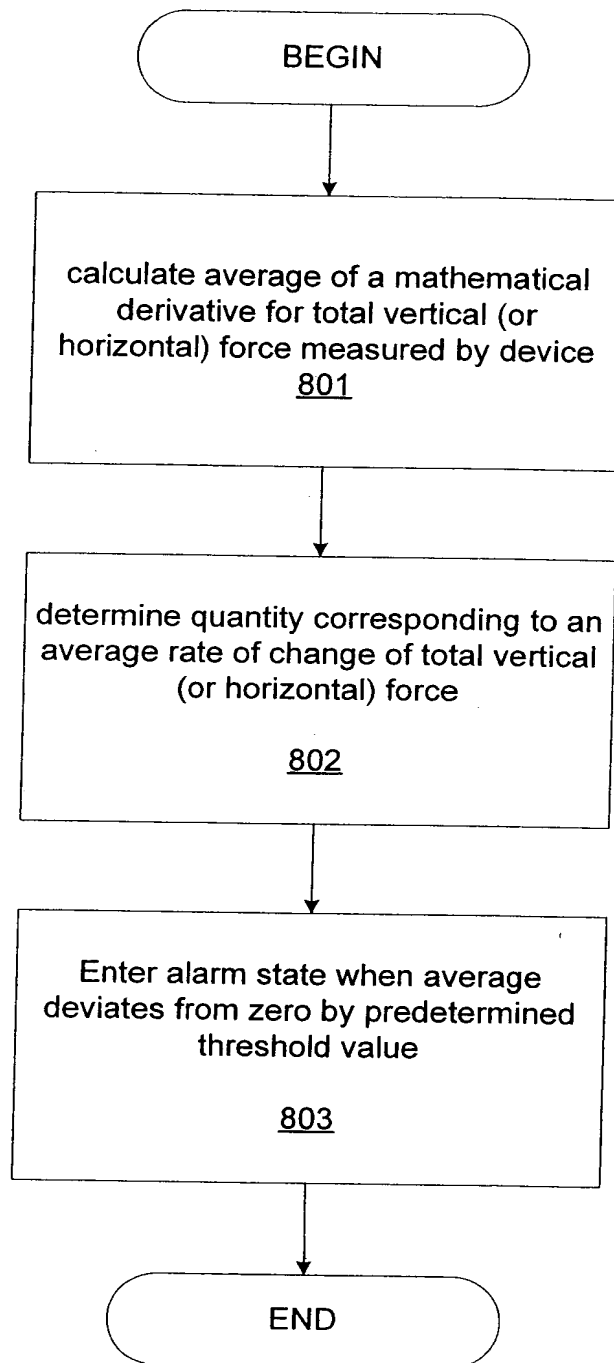 BEGIN
calculate average of a mathematical
derivative for total vertical (or
horizontal) force measured by device
801
determine quantity corresponding to an
average rate of change of total vertical
(or horizontal) force
802
Enter alarm state when average
deviates from zero by predetermined
threshold value
803
END